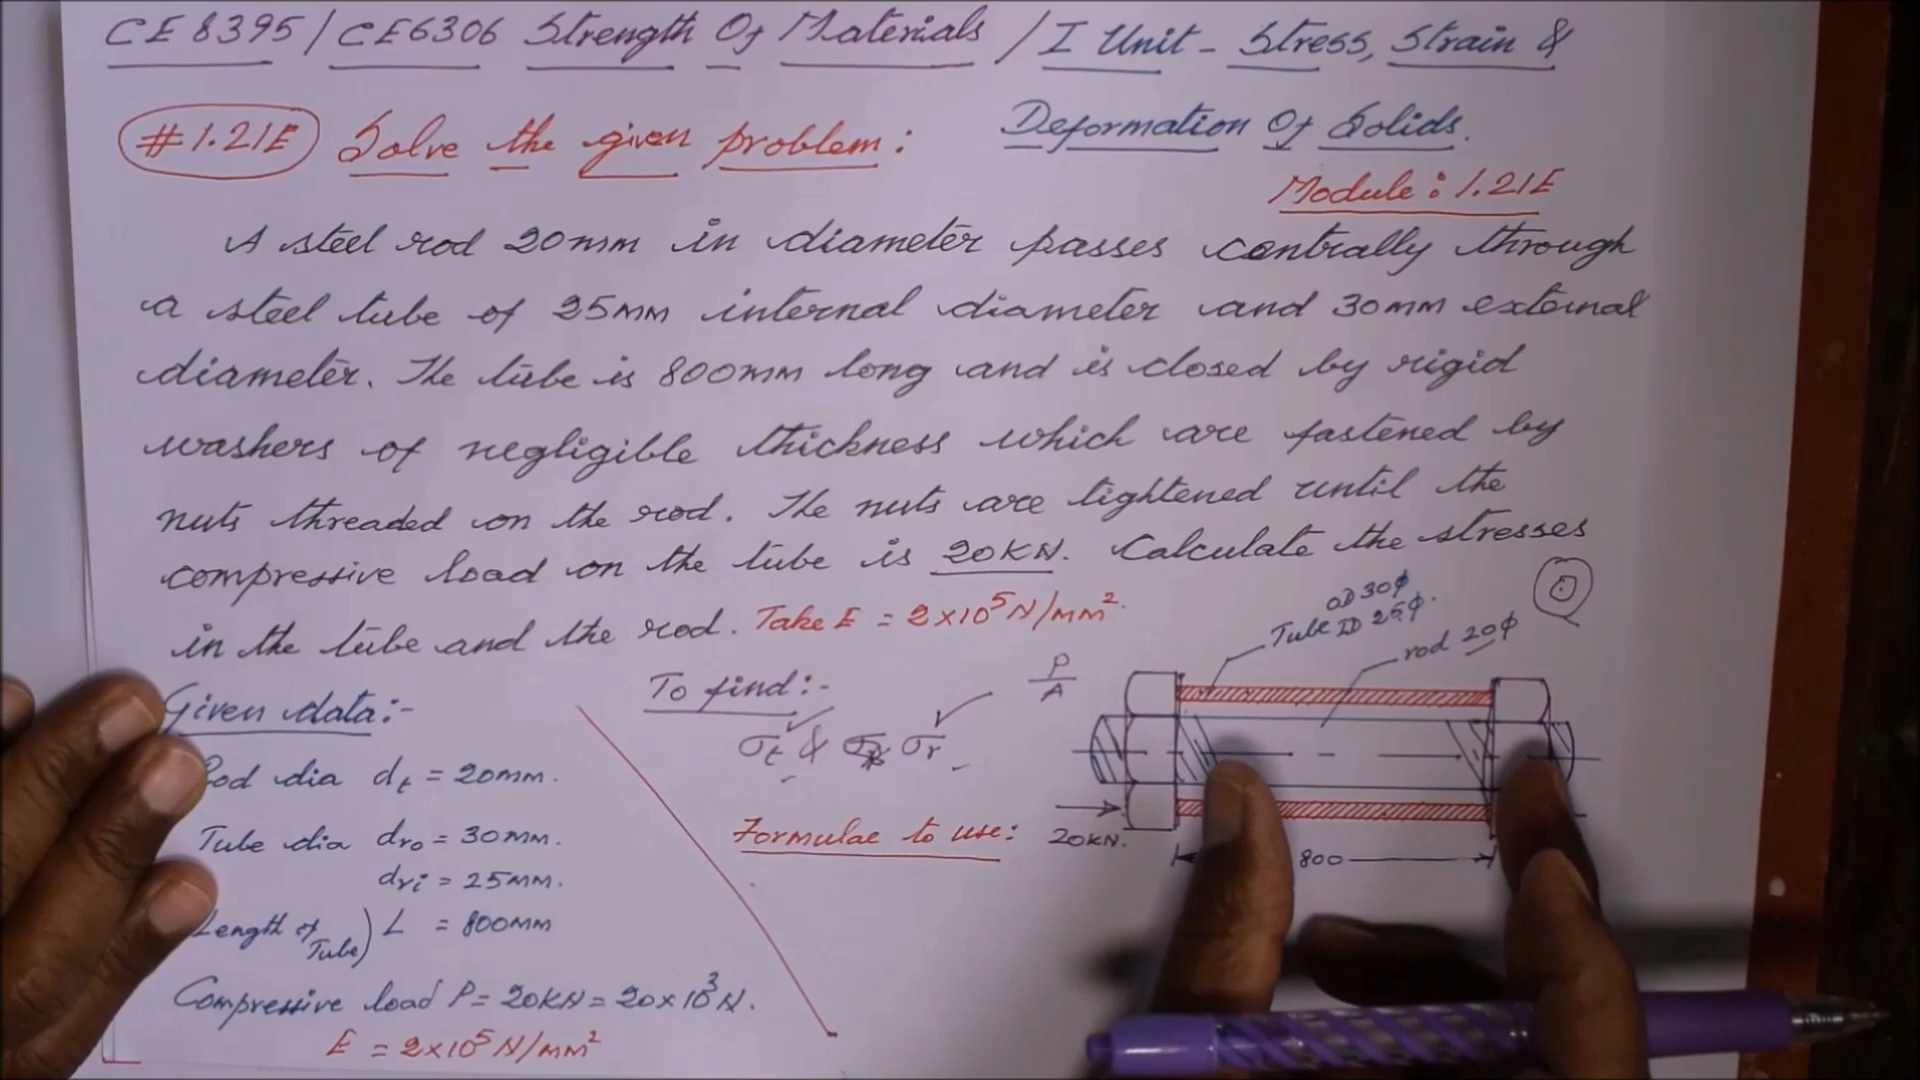 CE8395/CE6306 Strength Of Materials / I Unit - Stress, Strain &
Deformation Of Solids.
#1.21E Solve the given problem:
Module: 1.21E
A steel rod 20mm in diameter passes centrally through
a steel tube of 25mm internal diameter and 30mm external
diameter. The tube is 800mm long and is closed by rigid
washers of negligible thickness which are fastened by
nuts threaded on the rod. The nuts are tightened until the
compressive load on the tube is 20KN. Calculate the stresses
in the tube and the rod. Take E = 2×10⁵N/mm².
Given data:-
Rod dia dt = 20mm.
Tube dia dro = 30mm.
dri = 25mm.
Length of Tube) L = 800mm
Compressive load P = 20KN = 20×10³N.
E = 2×10⁵N/mm²
To find:-
σt & σr
P/A
Formulae to use:
OD 30ϕ
Tube ID 25ϕ.
rod 20ϕ
20KN.
800